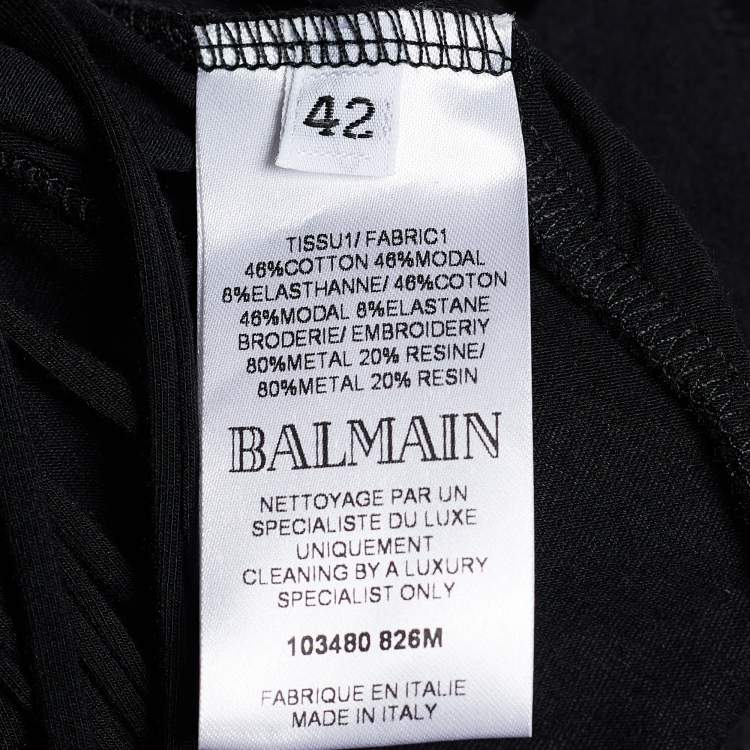 42
TISSU1/ FABRIC1
46%COTTON 46%MODAL
8%ELASTHANNE/ 46%COTON
46%MODAL 8%ELASTANE
BRODERIE/ EMBROIDERIY
80%METAL 20% RESINE/
80%METAL 20% RESIN
BALMAIN
NETTOYAGE PAR UN
SPECIALISTE DU LUXE
UNIQUEMENT
CLEANING BY A LUXURY
SPECIALIST ONLY
103480 826M
FABRIQUE EN ITALIE
MADE IN ITALY